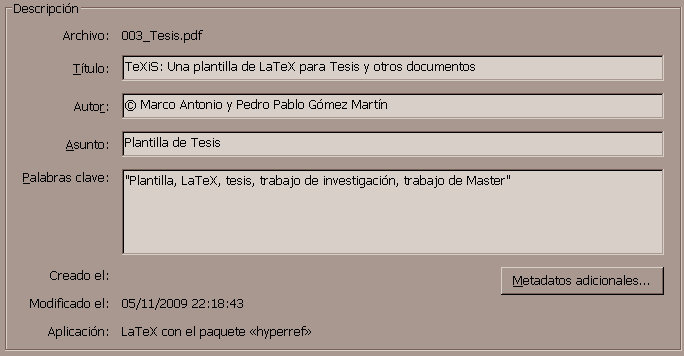 Descripción
Archivo: 003_Tesis.pdf
Título: TeXiS: Una plantilla de LaTeX para Tesis y otros documentos
Autor: © Marco Antonio y Pedro Pablo Gómez Martín
Asunto: Plantilla de Tesis
Palabras clave: "Plantilla, LaTeX, tesis, trabajo de investigación, trabajo de Master"
Creado el:
Metadatos adicionales...
Modificado el: 05/11/2009 22:18:43
Aplicación: LaTeX con el paquete «hyperref»